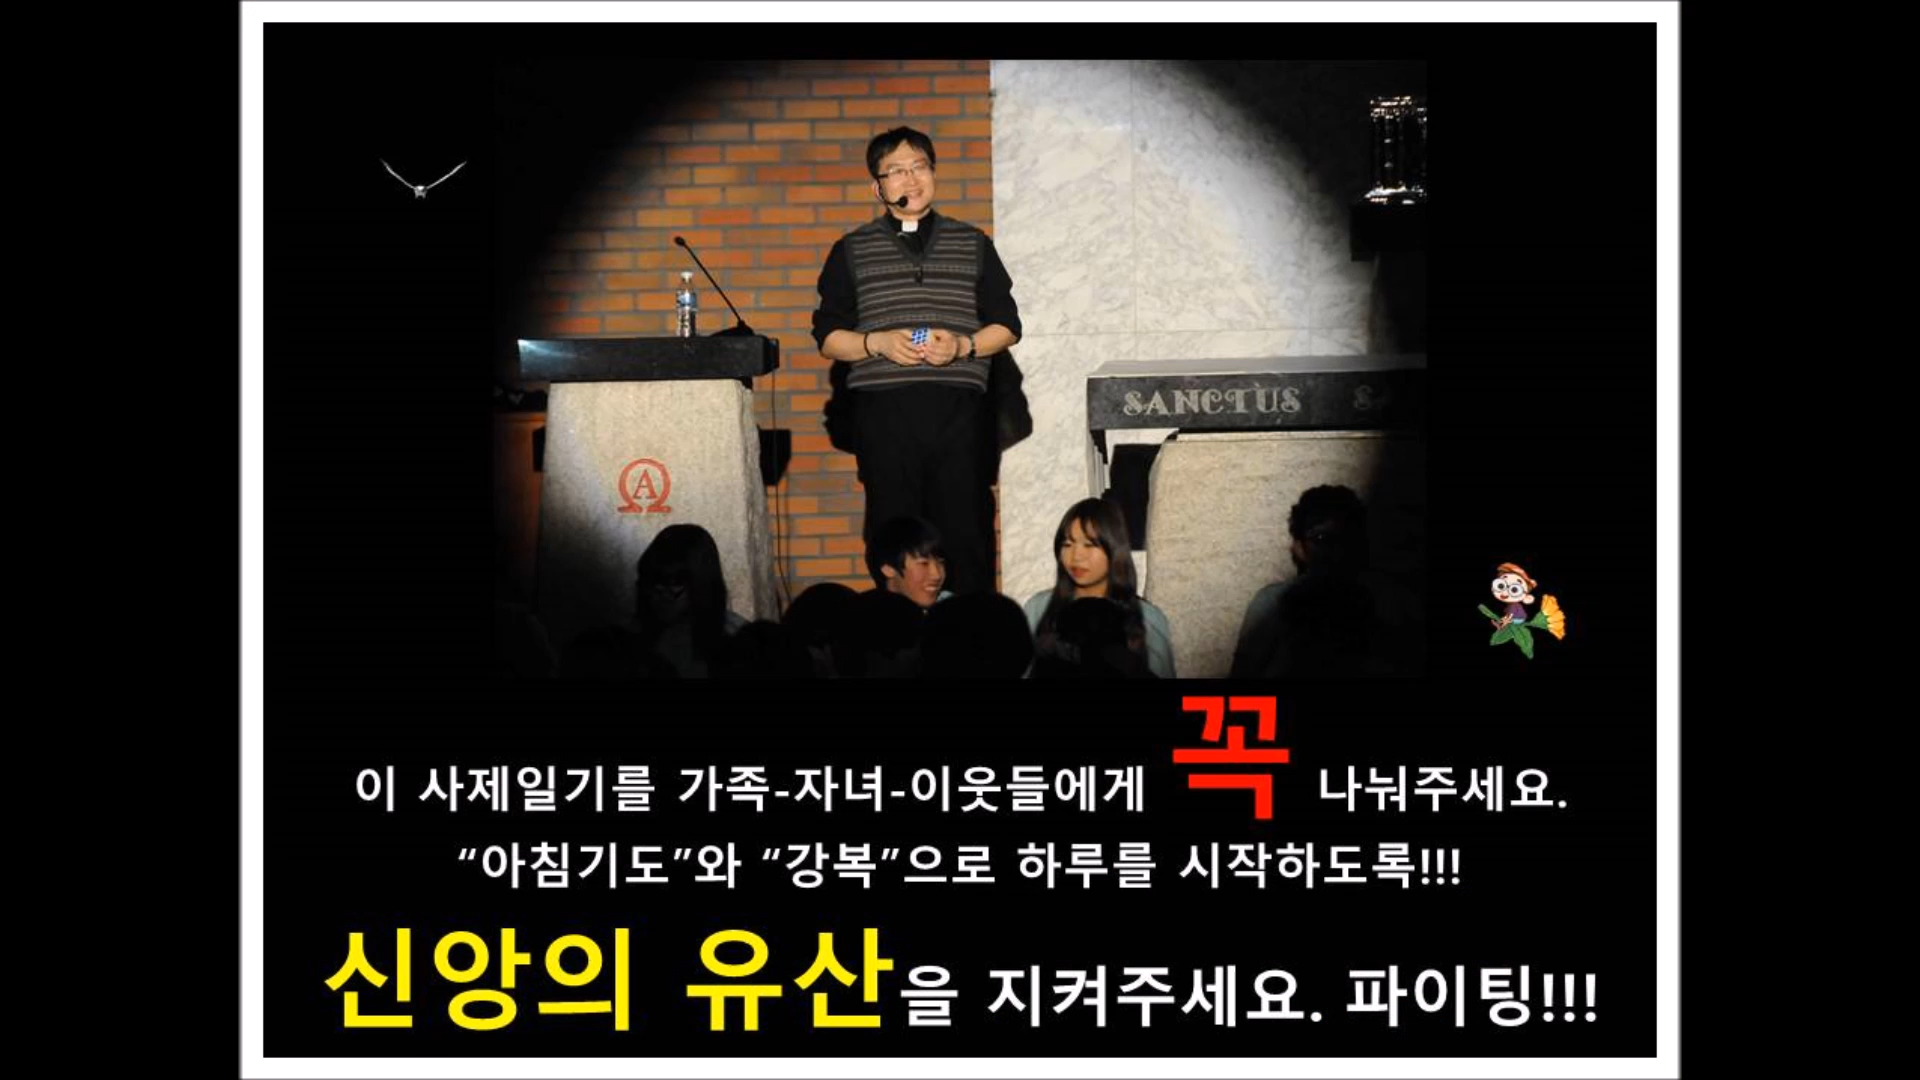 SANCTUS
A
Ω
이 사제일기를 가족-자녀-이웃들에게 꼭 나눠주세요.
“아침기도”와 “강복”으로 하루를 시작하도록!!!
신앙의 유산을 지켜주세요. 파이팅!!!